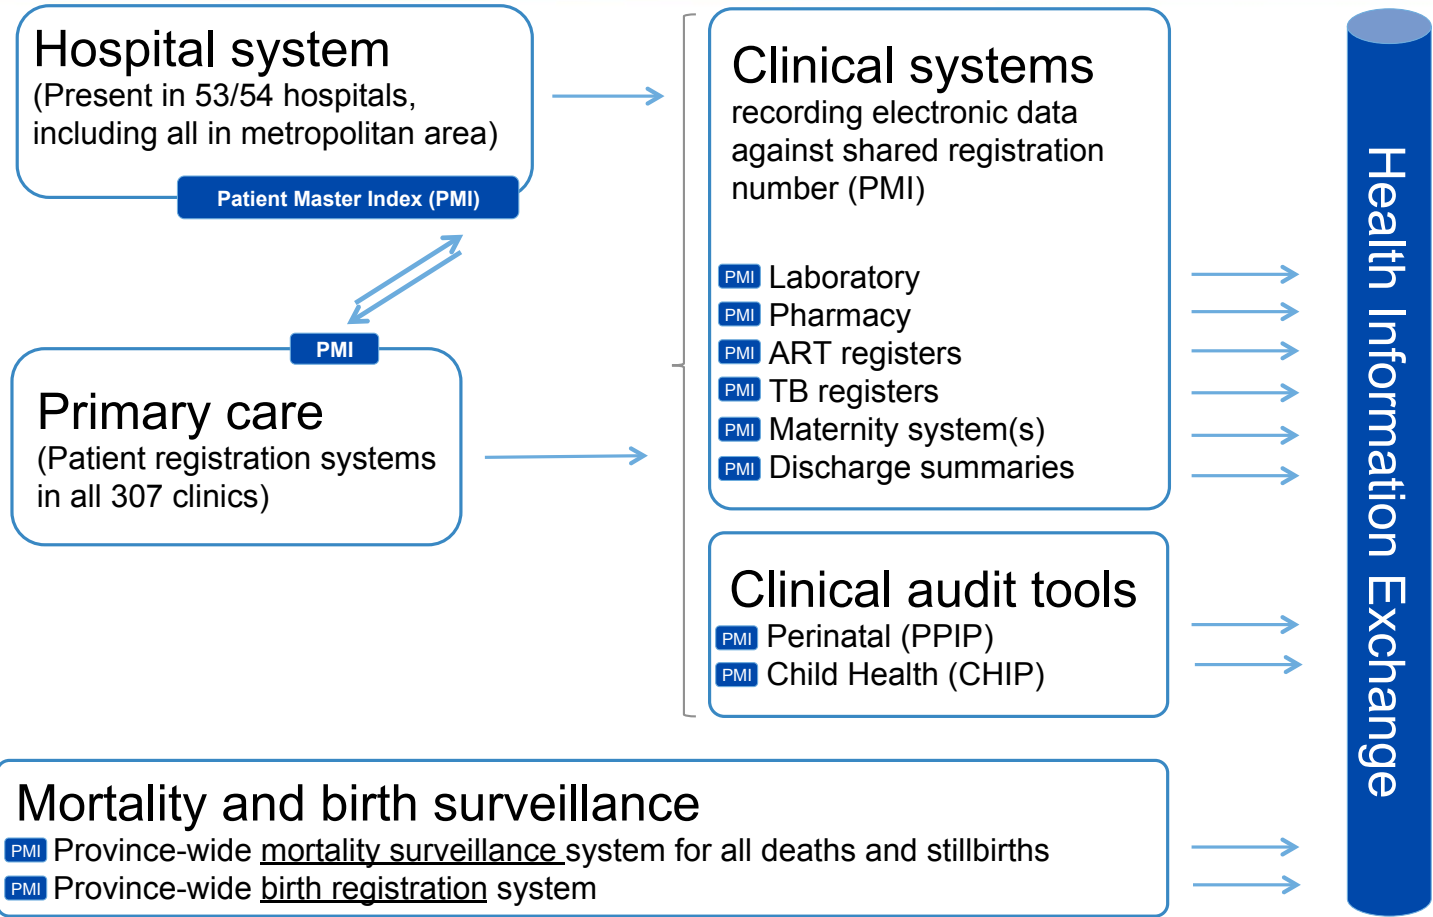 Hospital system
(Present in 53/54 hospitals,
including all in metropolitan area)
Patient Master Index (PMI)
PMI
Primary care
(Patient registration systems
in all 307 clinics)
Clinical systems
recording electronic data
against shared registration
number (PMI)
PMI Laboratory
PMI Pharmacy
PMI ART registers
PMI TB registers
PMI Maternity system(s)
PMI Discharge summaries
Clinical audit tools
PMI Perinatal (PPIP)
PMI Child Health (CHIP)
Mortality and birth surveillance
PMI Province-wide mortality surveillance system for all deaths and stillbirths
PMI Province-wide birth registration system
Health Information Exchange